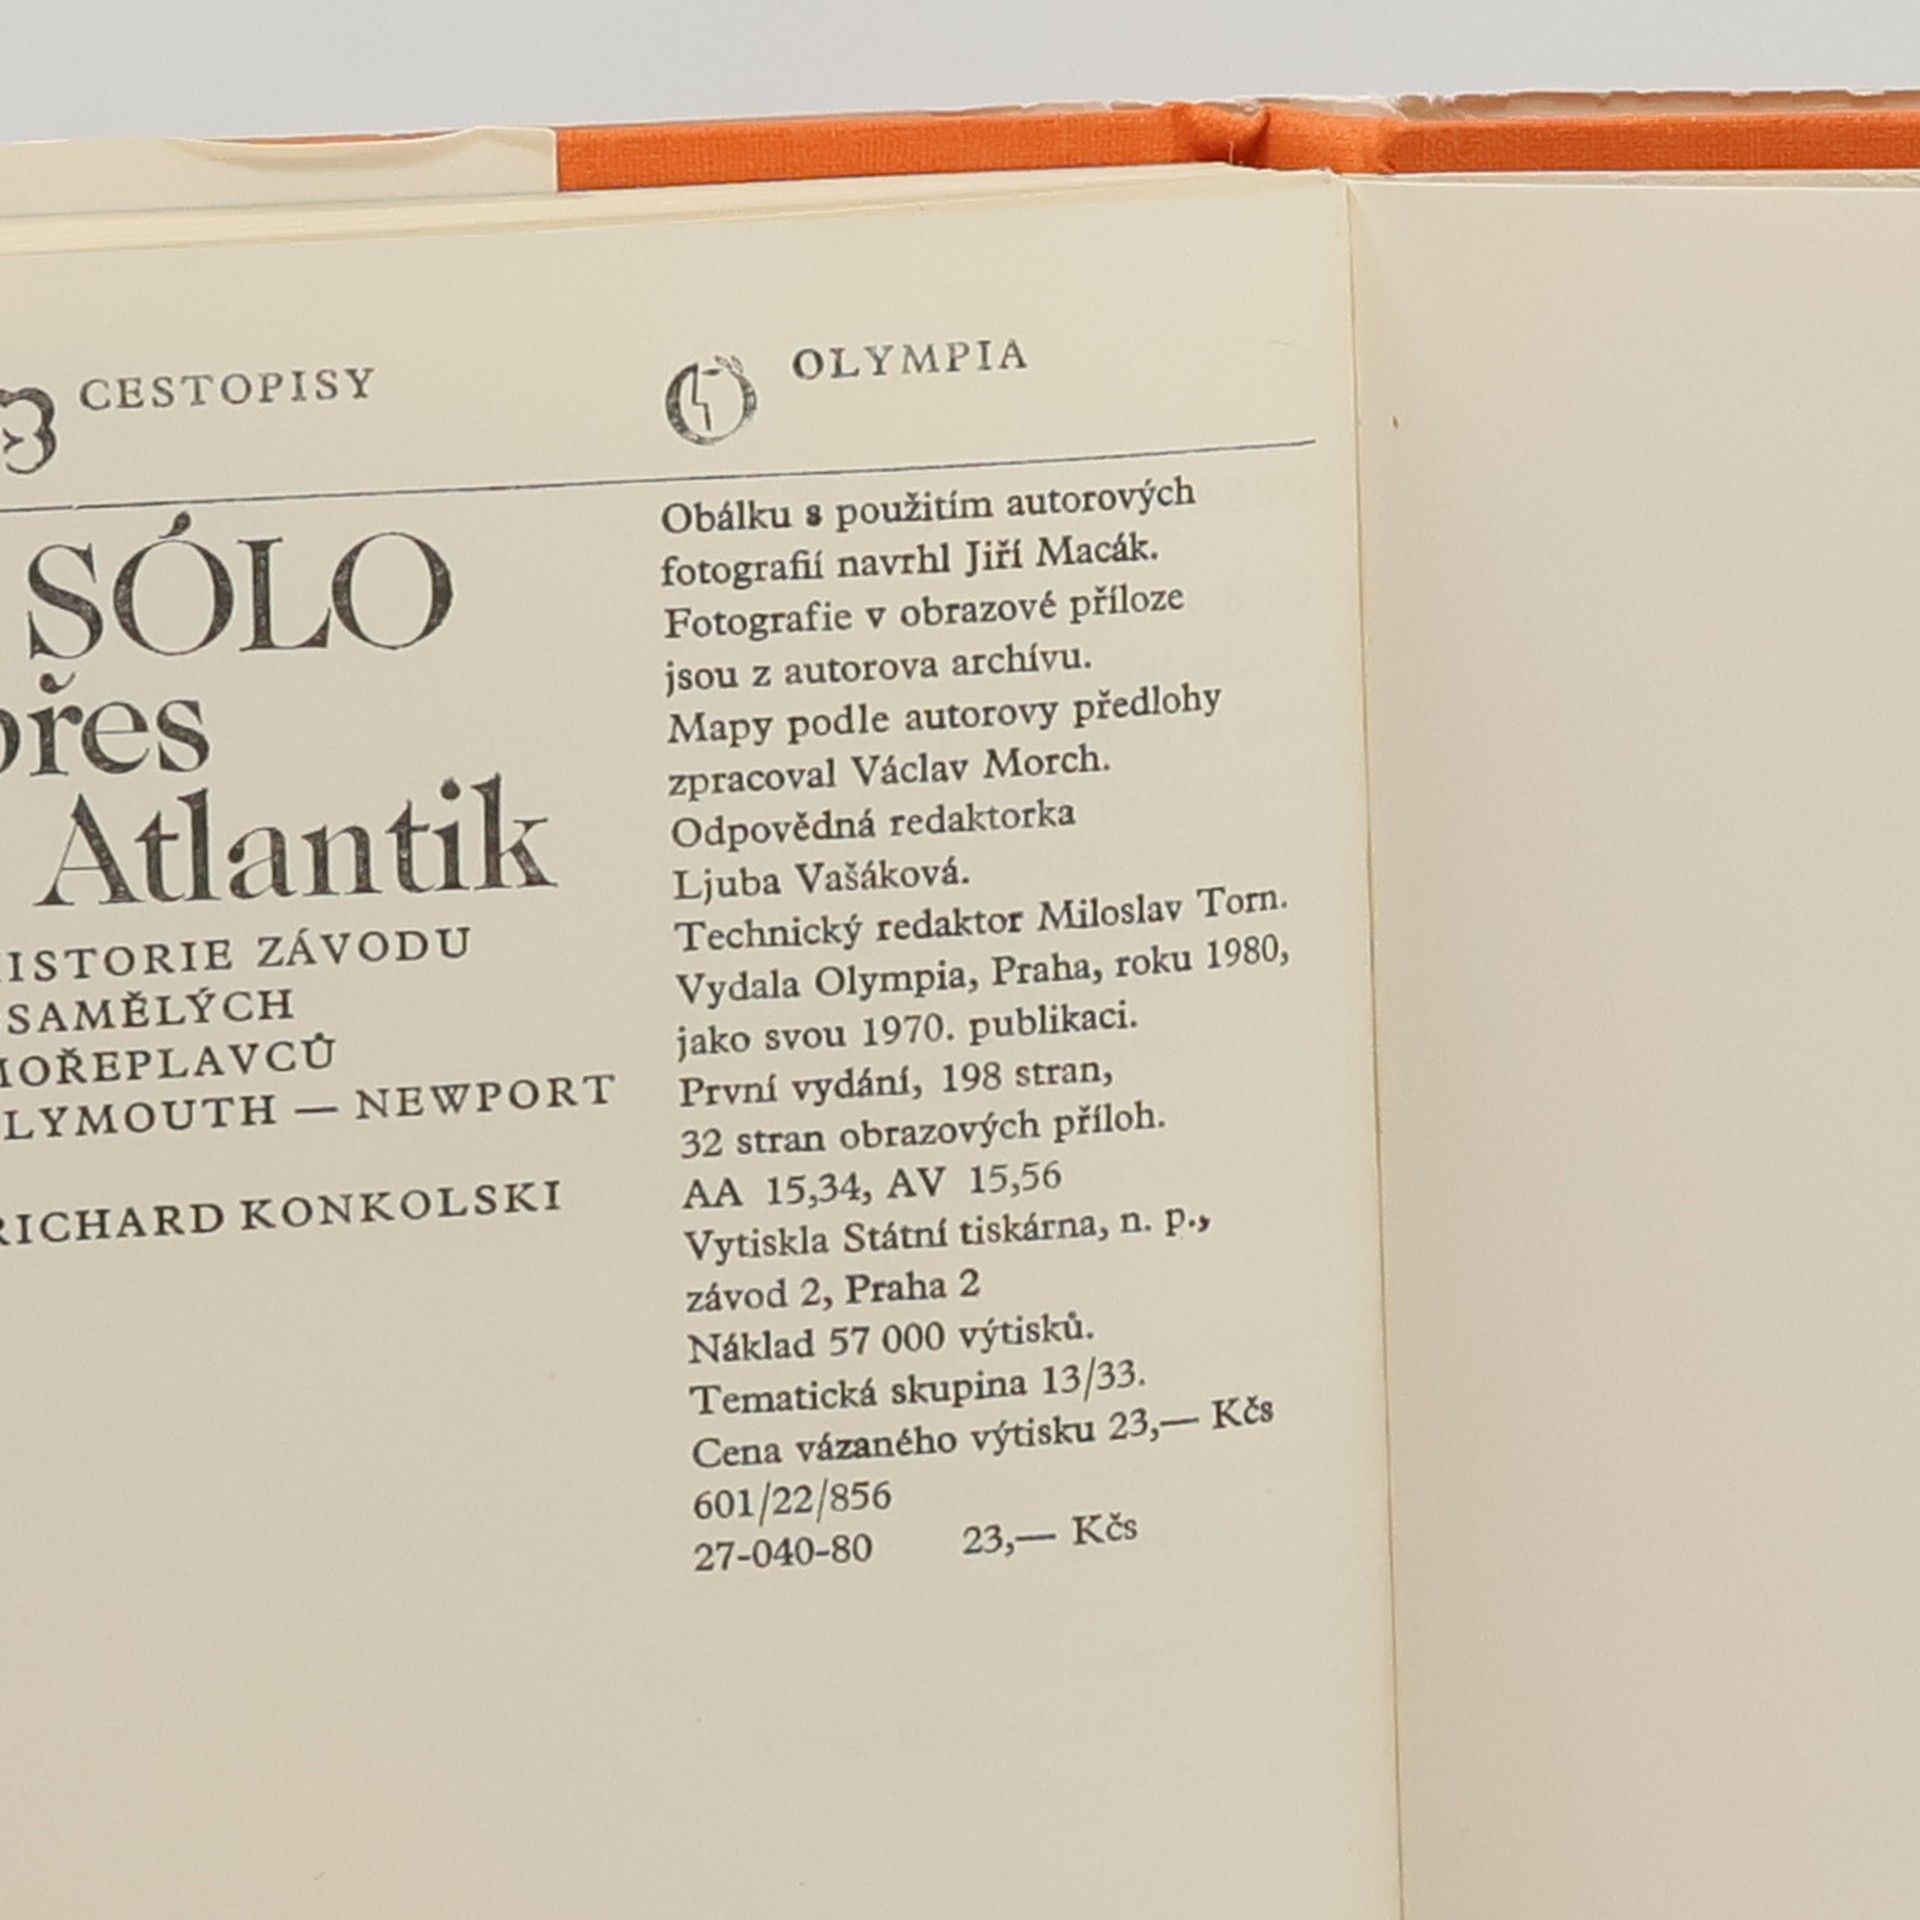 CESTOPISY
SÓLO
přes
Atlantik
HISTORIE ZÁVODU
OSAMĚLÝCH
MOŘEPLAVCŮ
PLYMOUTH — NEWPORT
RICHARD KONKOLSKI
OLYMPIA
Obálku s použitím autorových
fotografií navrhl Jiří Macák.
Fotografie v obrazové příloze
jsou z autorova archívu.
Mapy podle autorovy předlohy
zpracoval Václav Morch.
Odpovědná redaktorka
Ljuba Vašáková.
Technický redaktor Miloslav Torn.
Vydala Olympia, Praha, roku 1980,
jako svou 1970. publikaci.
První vydání, 198 stran,
32 stran obrazových příloh.
AA 15,34, AV 15,56
Vytiskla Státní tiskárna, n. p.,
závod 2, Praha 2
Náklad 57 000 výtisků.
Tematická skupina 13/33.
Cena vázaného výtisku 23,— Kčs
601/22/856
27-040-80 23,— Kčs